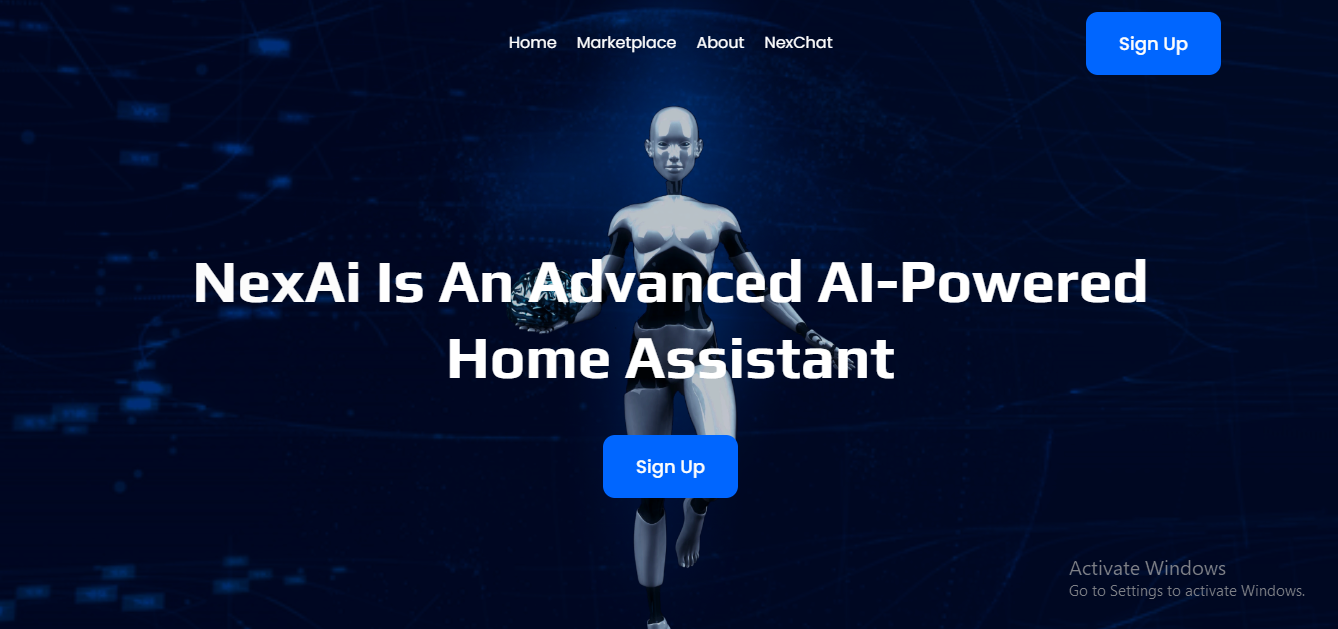 Home Marketplace About NexChat Sign Up
NexAi Is An Advanced AI-Powered
Home Assistant
Sign Up
Activate Windows
Go to Settings to activate Windows.